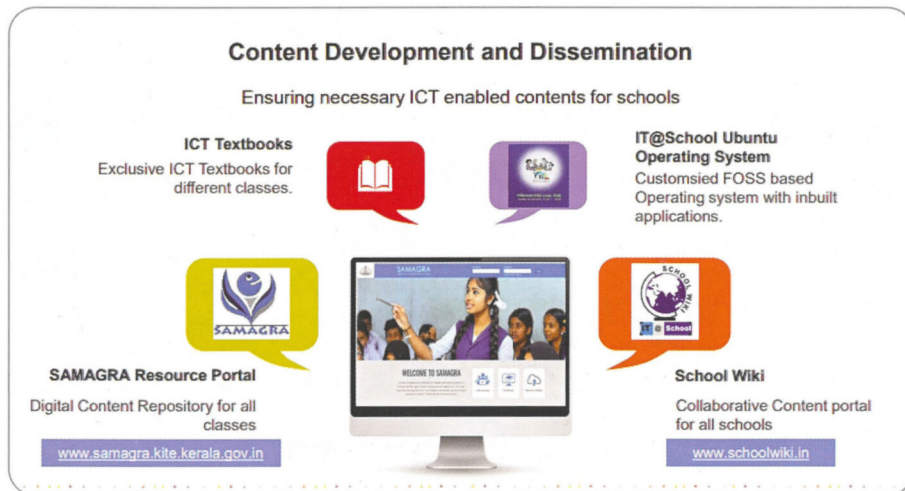 Content Development and Dissemination
Ensuring necessary ICT enabled contents for schools
ICT Textbooks
Exclusive ICT Textbooks for
different classes.
IT@School Ubuntu
Operating System
Customsied FOSS based
Operating system with inbuilt
applications.
SAMAGRA
SAMAGRA
SCHOOL WIKI
IT @ School
WELCOME TO SAMAGRA
SAMAGRA Resource Portal
Digital Content Repository for all
classes
www.samagra.kite.kerala.gov.in
School Wiki
Collaborative Content portal
for all schools
www.schoolwiki.in